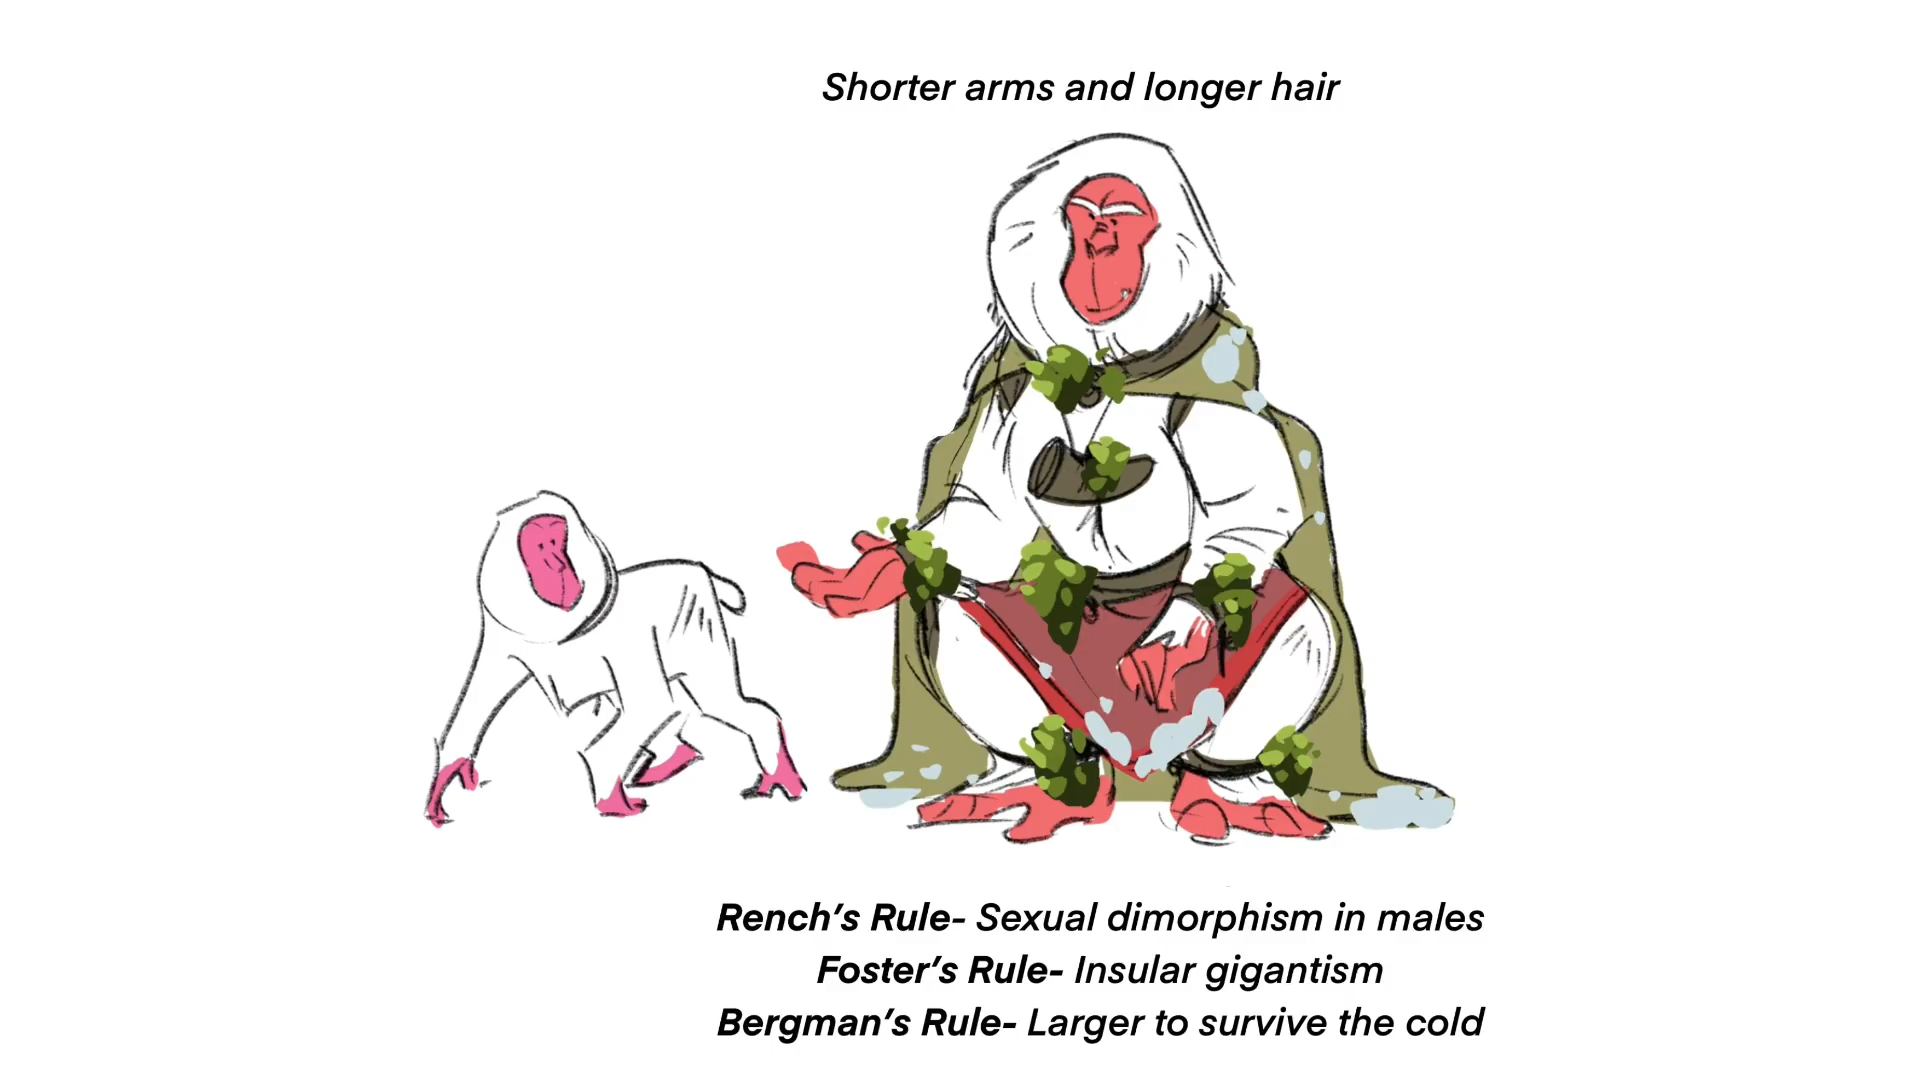 Shorter arms and longer hair
Rench’s Rule- Sexual dimorphism in males
Foster’s Rule- Insular gigantism
Bergman’s Rule- Larger to survive the cold